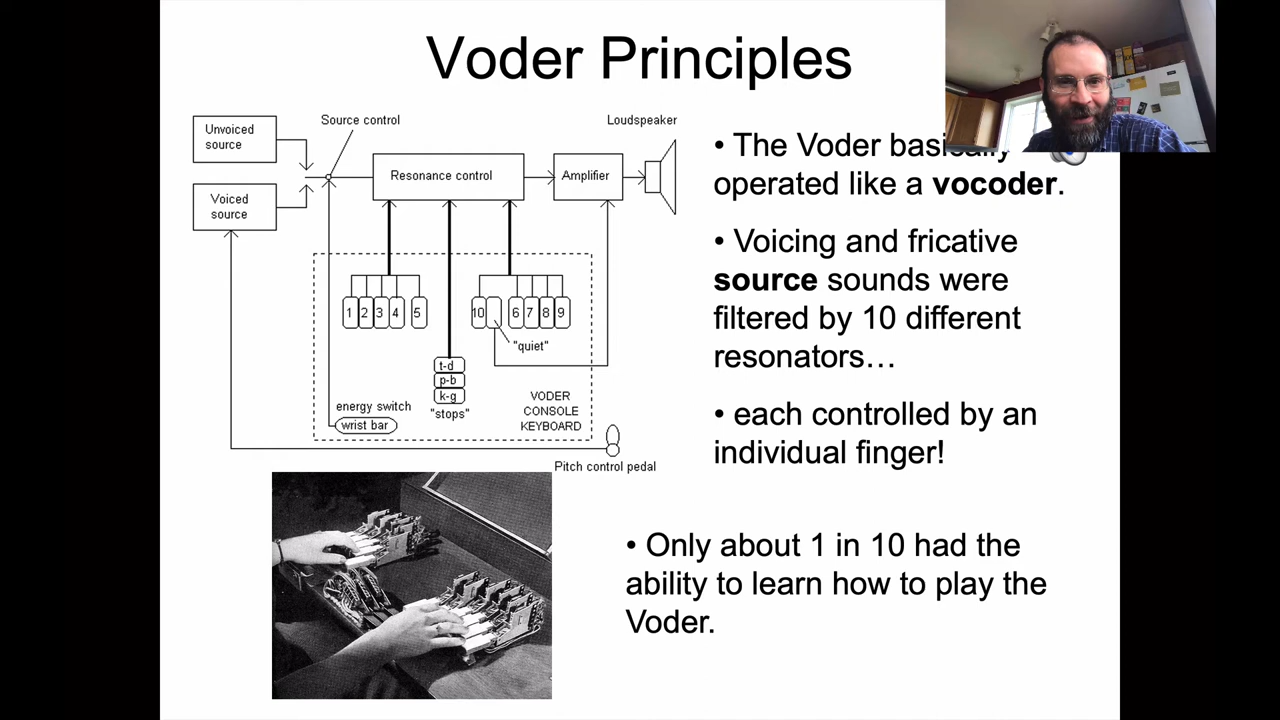 Voder Principles
Unvoiced
source
Source control
Loudspeaker
Resonance control
Amplifier
Voiced
source
1 2 3 4 5
10 6 7 8 9
"quiet"
t-d
p-b
k-g
"stops"
energy switch
wrist bar
VODER
CONSOLE
KEYBOARD
Pitch control pedal
• The Voder basically
operated like a vocoder.
• Voicing and fricative
source sounds were
filtered by 10 different
resonators…
• each controlled by an
individual finger!
• Only about 1 in 10 had the
ability to learn how to play the
Voder.